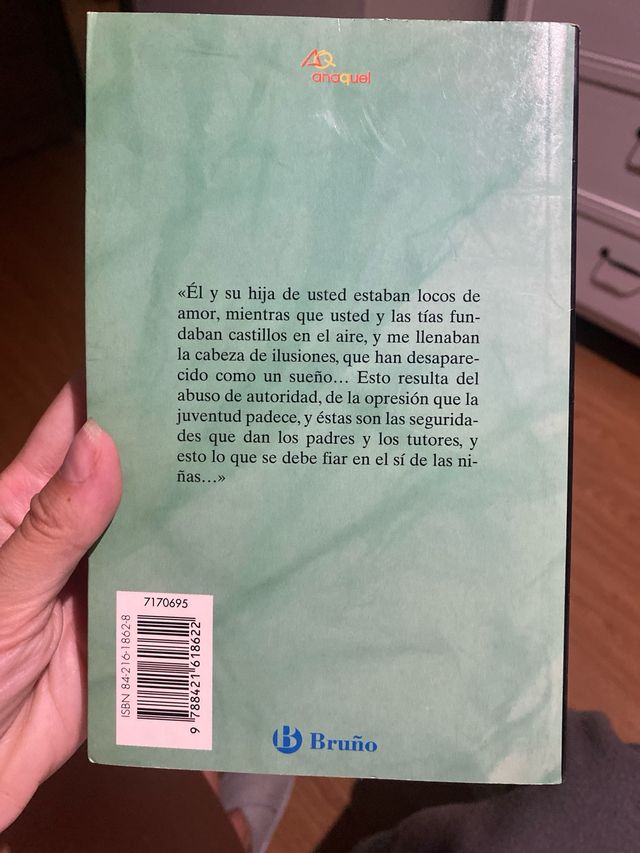 AQ
anaquel
«Él y su hija de usted estaban locos de
amor, mientras que usted y las tías fun-
daban castillos en el aire, y me llenaban
la cabeza de ilusiones, que han desapare-
cido como un sueño... Esto resulta del
abuso de autoridad, de la opresión que la
juventud padece, y éstas son las segurida-
des que dan los padres y los tutores, y
esto lo que se debe fiar en el sí de las ni-
ñas...»
7170695
ISBN 84-216-1862-8
9 788421 618622
B Bruño